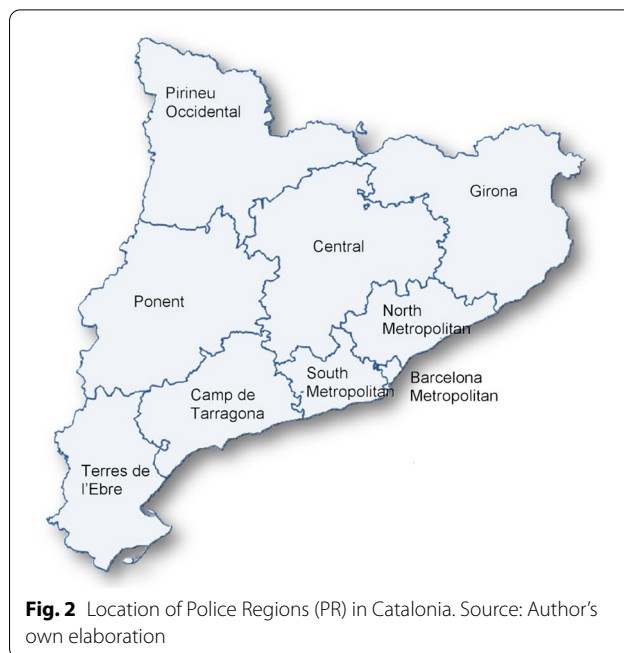 Pirineu
Occidental
Girona
Central
Ponent
North
Metropolitan
South
Metropolitan
Barcelona
Metropolitan
Camp de
Tarragona
Terres de
l'Ebre
Fig. 2 Location of Police Regions (PR) in Catalonia. Source: Author's
own elaboration